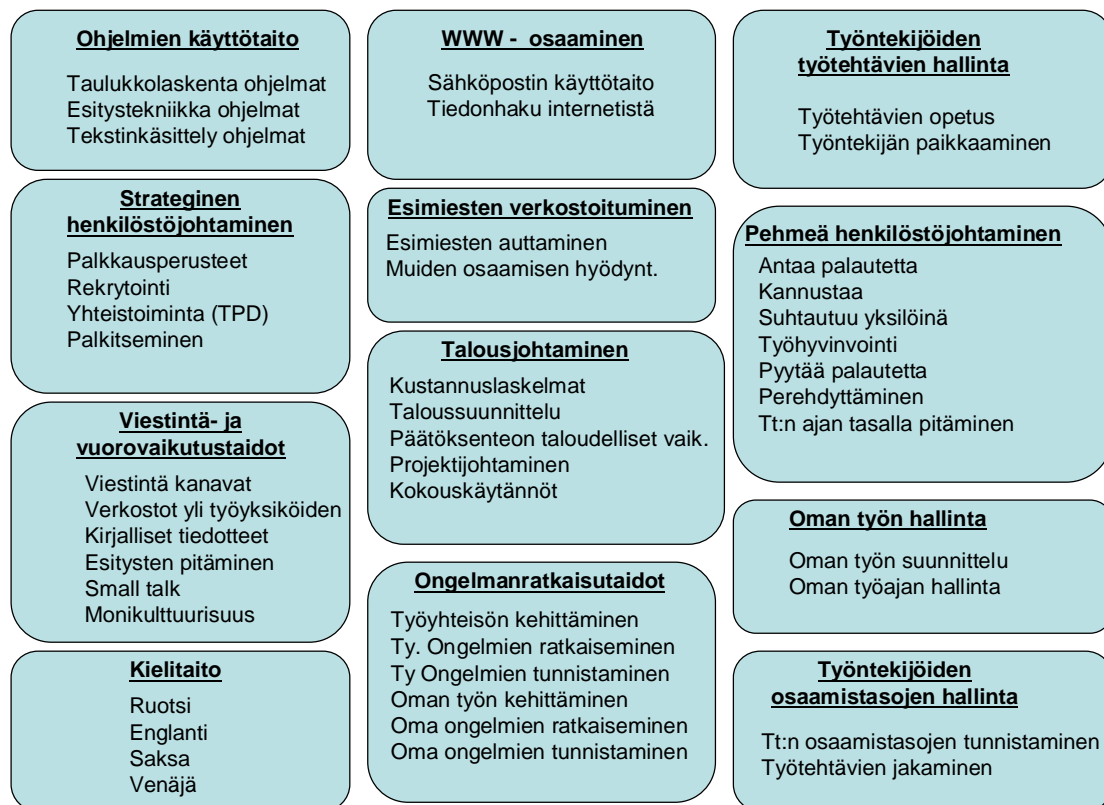 Ohjelmien käyttötaito
Taulukkolaskenta ohjelmat
Esitystekniikka ohjelmat
Tekstinkäsittely ohjelmat
Strateginen
henkilöstöjohtaminen
Palkkausperusteet
Rekrytointi
Yhteistoiminta (TPD)
Palkitseminen
Viestintä- ja
vuorovaikutustaidot
Viestintä kanavat
Verkostot yli työyksiköiden
Kirjalliset tiedotteet
Esitysten pitäminen
Small talk
Monikulttuurisuus
Kielitaito
Ruotsi
Englanti
Saksa
Venäjä
WWW - osaaminen
Sähköpostin käyttötaito
Tiedonhaku internetistä
Esimiesten verkostoituminen
Esimiesten auttaminen
Muiden osaamisen hyödynt.
Talousjohtaminen
Kustannuslaskelmat
Taloussuunnittelu
Päätöksenteon taloudelliset vaik.
Projektijohtaminen
Kokouskäytännöt
Ongelmanratkaisutaidot
Työyhteisön kehittäminen
Ty. Ongelmien ratkaiseminen
Ty Ongelmien tunnistaminen
Oman työn kehittäminen
Oma ongelmien ratkaiseminen
Oma ongelmien tunnistaminen
Työntekijöiden
työtehtävien hallinta
Työtehtävien opetus
Työntekijän paikkaaminen
Pehmeä henkilöstöjohtaminen
Antaa palautetta
Kannustaa
Suhtautuu yksilöinä
Työhyvinvointi
Pyytää palautetta
Perehdyttäminen
Tt:n ajan tasalla pitäminen
Oman työn hallinta
Oman työn suunnittelu
Oman työajan hallinta
Työntekijöiden
osaamistasojen hallinta
Tt:n osaamistasojen tunnistaminen
Työtehtävien jakaminen